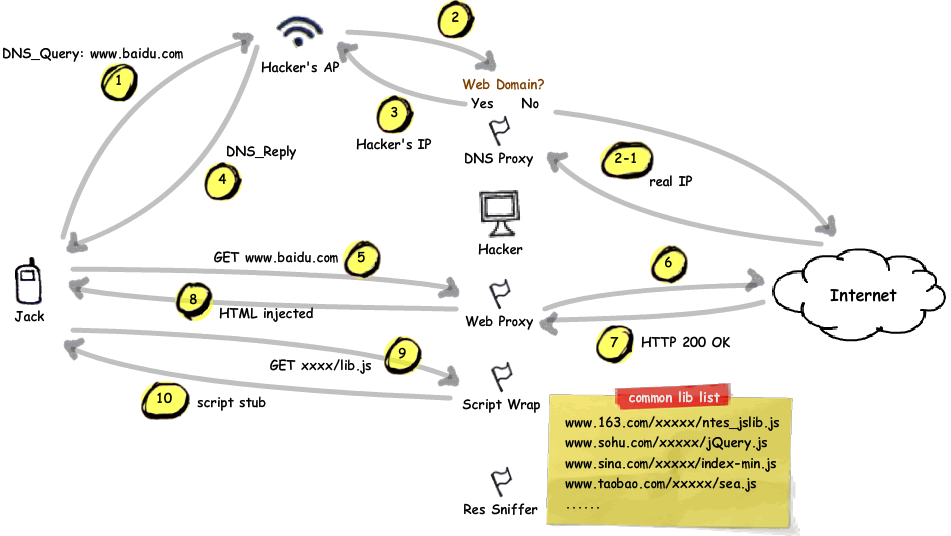 DNS_Query: www.baidu.com
1
Hacker's AP
2
Web Domain?
Yes No
3
Hacker's IP
DNS Proxy
DNS_Reply
4
2-1
real IP
Hacker
Jack
GET www.baidu.com
5
6
Internet
8
HTML injected
Web Proxy
7
HTTP 200 OK
9
GET xxxx/lib.js
10
script stub
Script Wrap
common lib list
www.163.com/xxxxx/ntes_jslib.js
www.sohu.com/xxxxx/jQuery.js
www.sina.com/xxxxx/index-min.js
www.taobao.com/xxxxx/sea.js
......
Res Sniffer